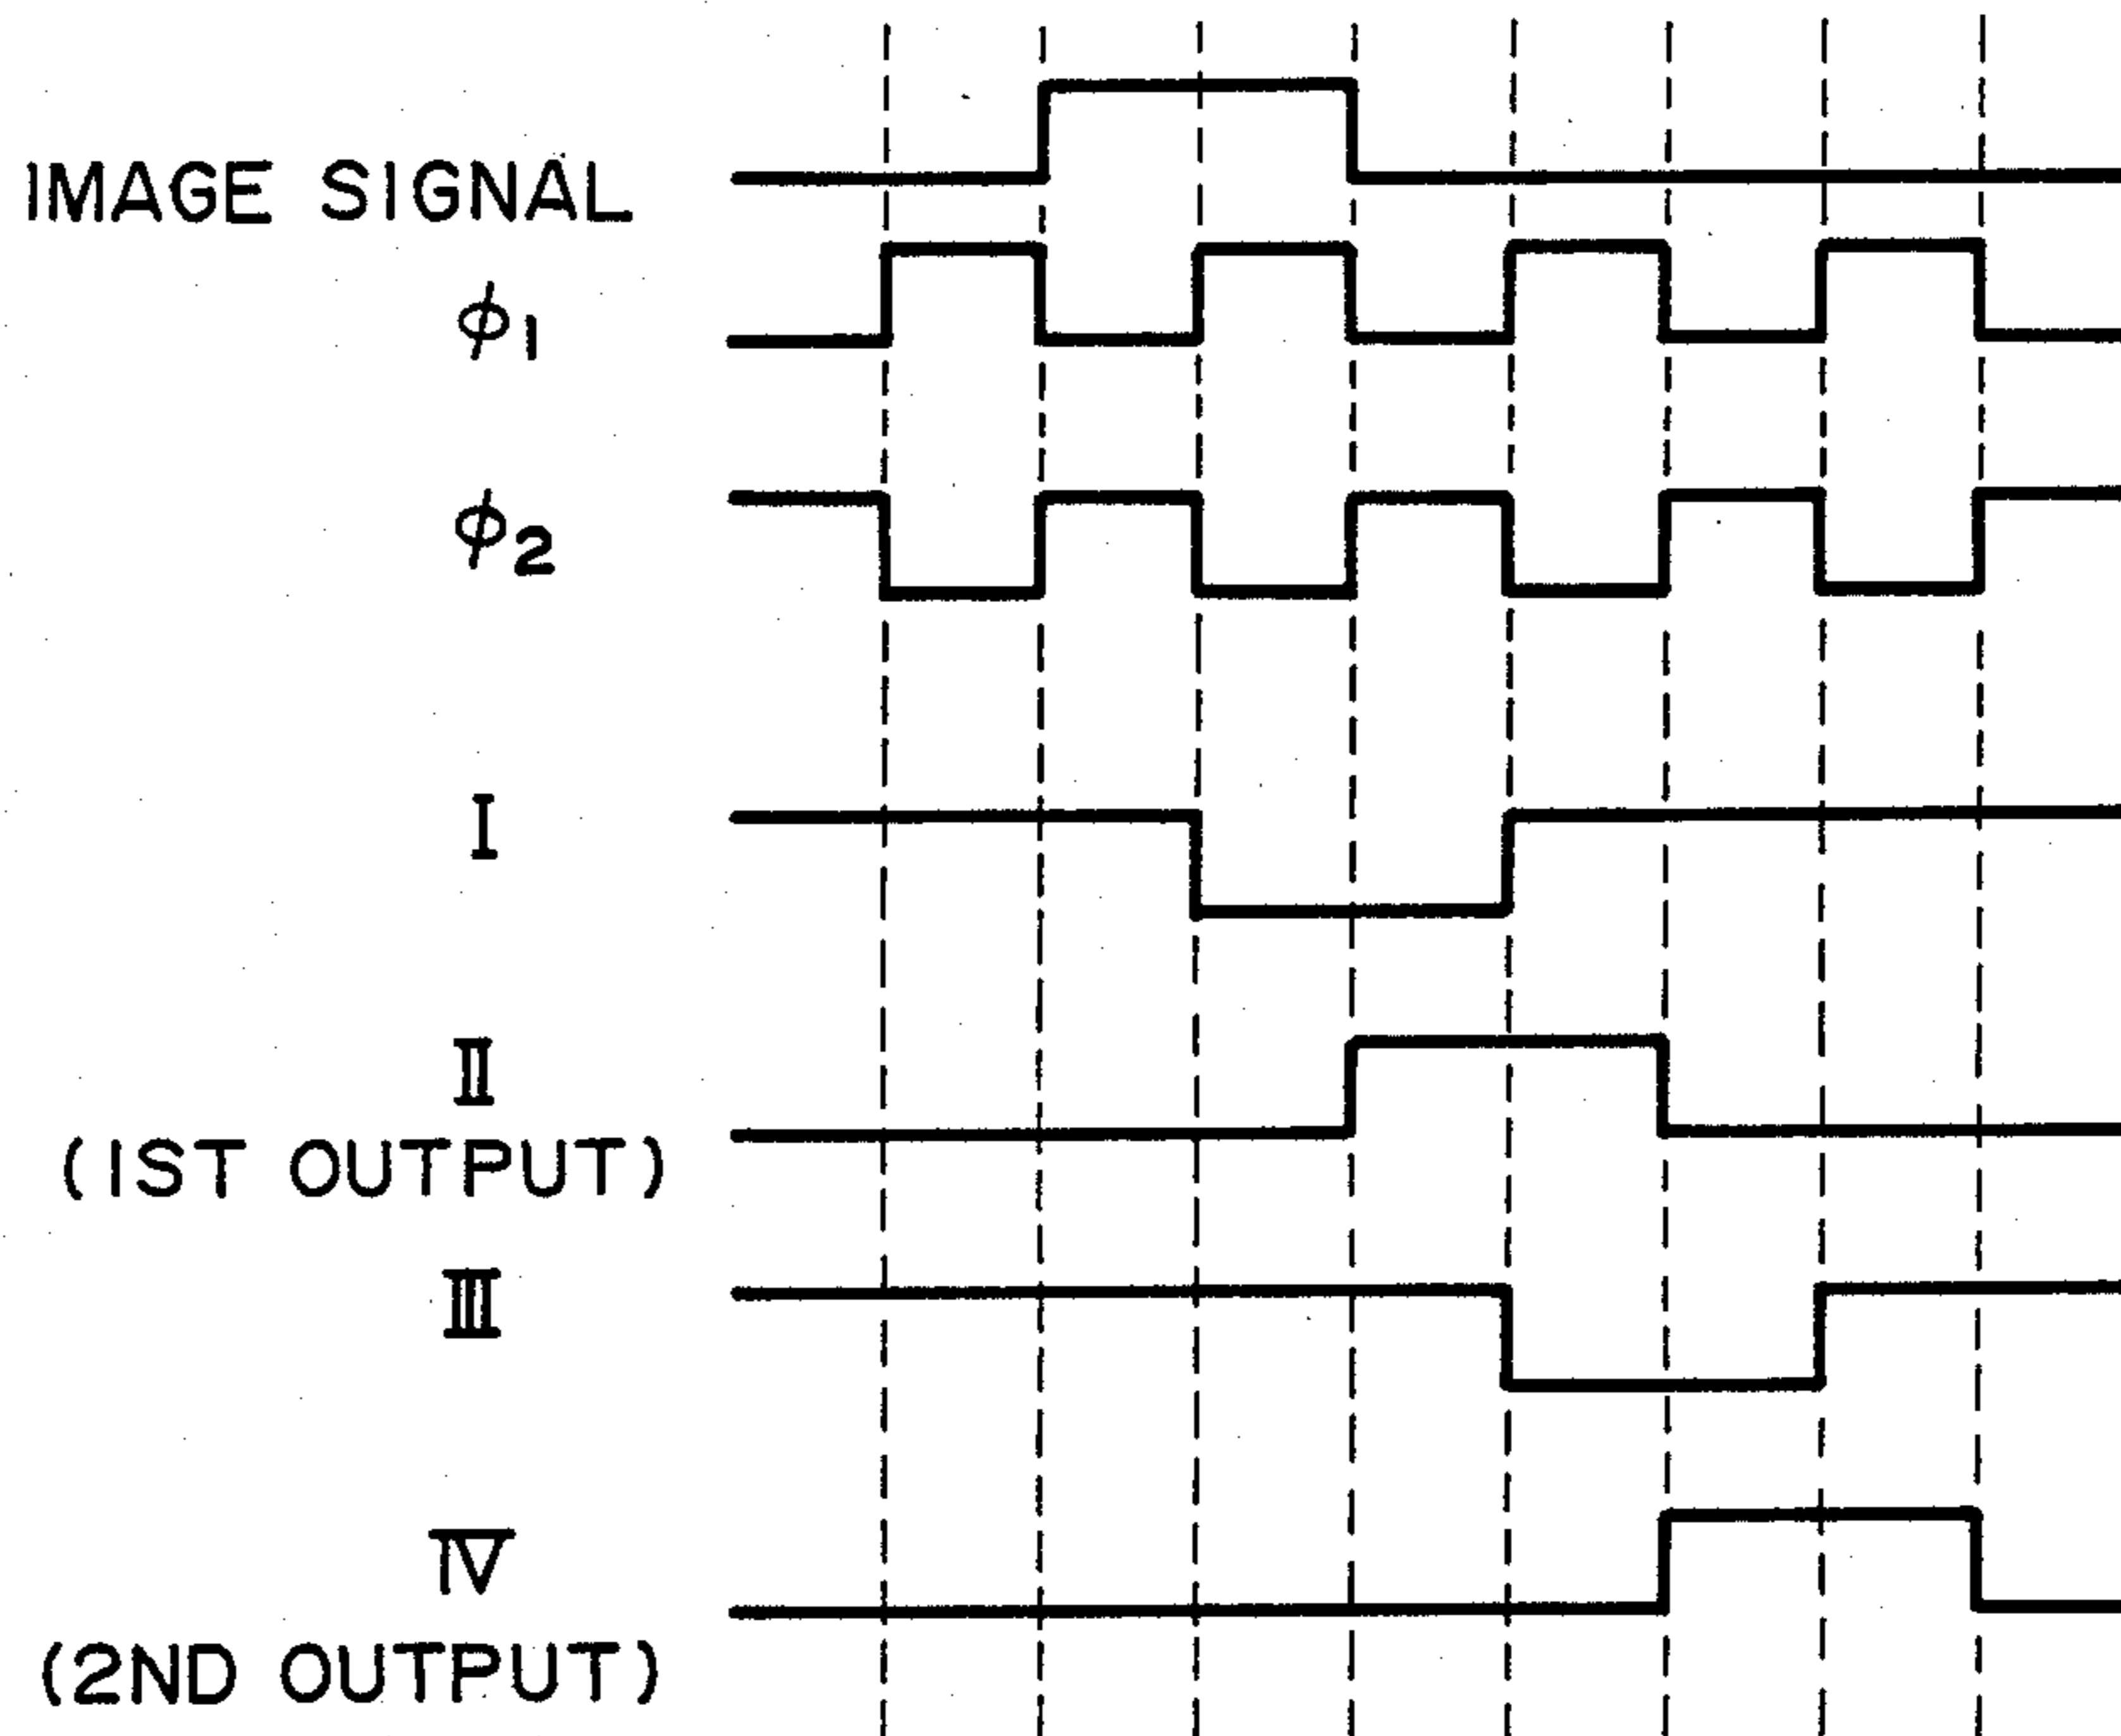 IMAGE SIGNAL
ϕ1
ϕ2
I
II
(1ST OUTPUT)
III
IV
(2ND OUTPUT)